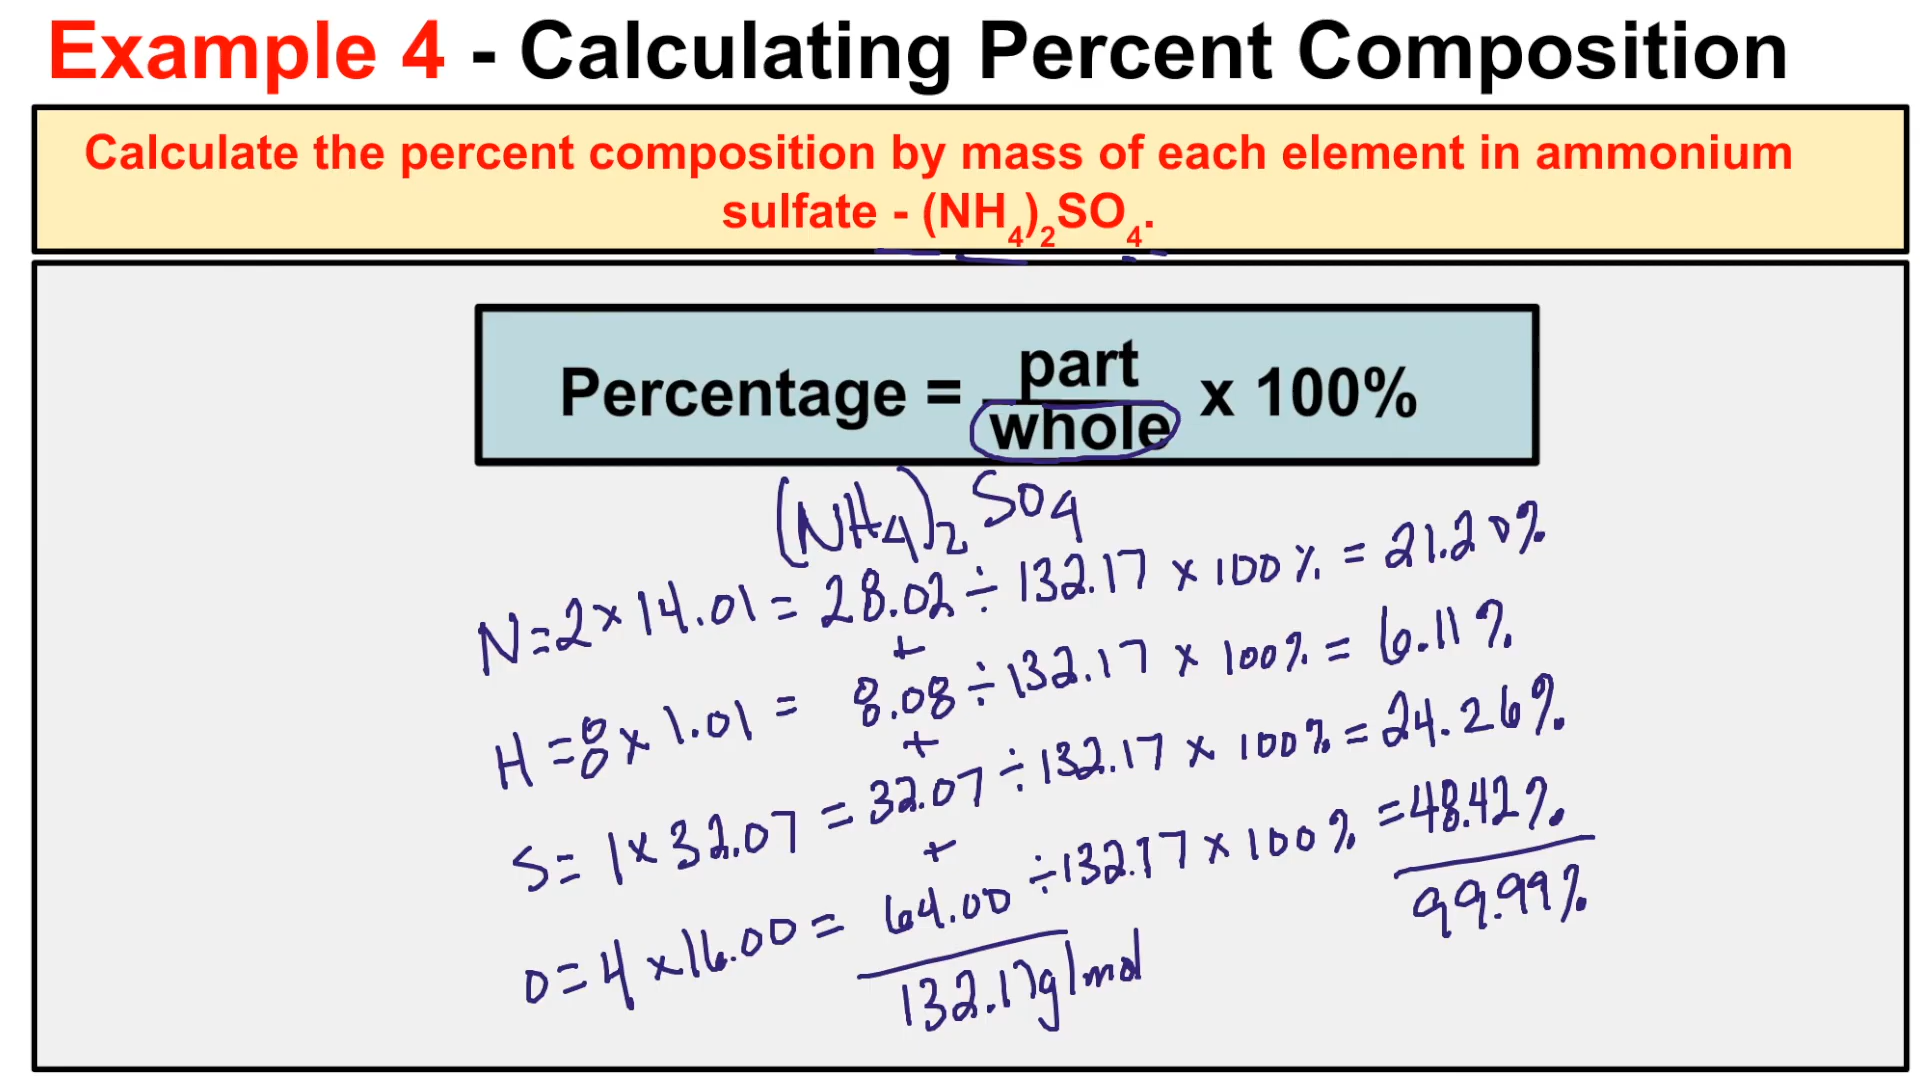 Example 4 - Calculating Percent Composition
Calculate the percent composition by mass of each element in ammonium
sulfate - (NH4)2SO4.
Percentage = part/whole x 100%
(NH4)2 SO4
N=2×14.01=28.02÷132.17×100%=21.20%
+
H=8×1.01= 8.08÷132.17×100%=6.11%
+
S=1×32.07=32.07÷132.17×100%=24.26%
+
O=4×16.00=64.00÷132.17×100%=48.42%
132.17g/mol
99.99%